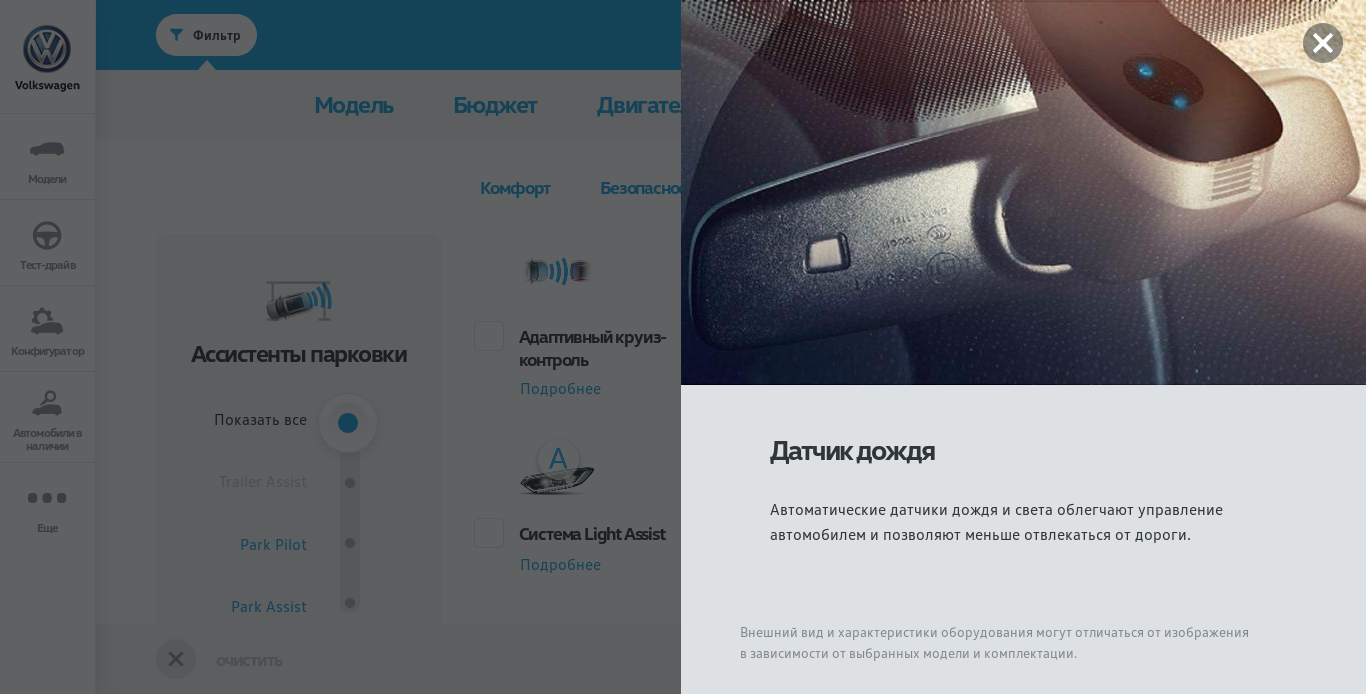 Volkswagen
Модели
Тест-драйв
Конфигуратор
Автомобили в
наличии
Еще
Фильтр
Модель
Бюджет
Комфорт
Ассистенты парковки
Показать все
Trailer Assist
Park Pilot
Park Assist
Адаптивный круиз-
контроль
Подробнее
A
Система Light Assist
Подробнее
ОЧИСТИТЬ
Датчик дождя
Автоматические датчики дождя и света облегчают управление
автомобилем и позволяют меньше отвлекаться от дороги.
Внешний вид и характеристики оборудования могут отличаться от изображения
в зависимости от выбранных модели и комплектации.